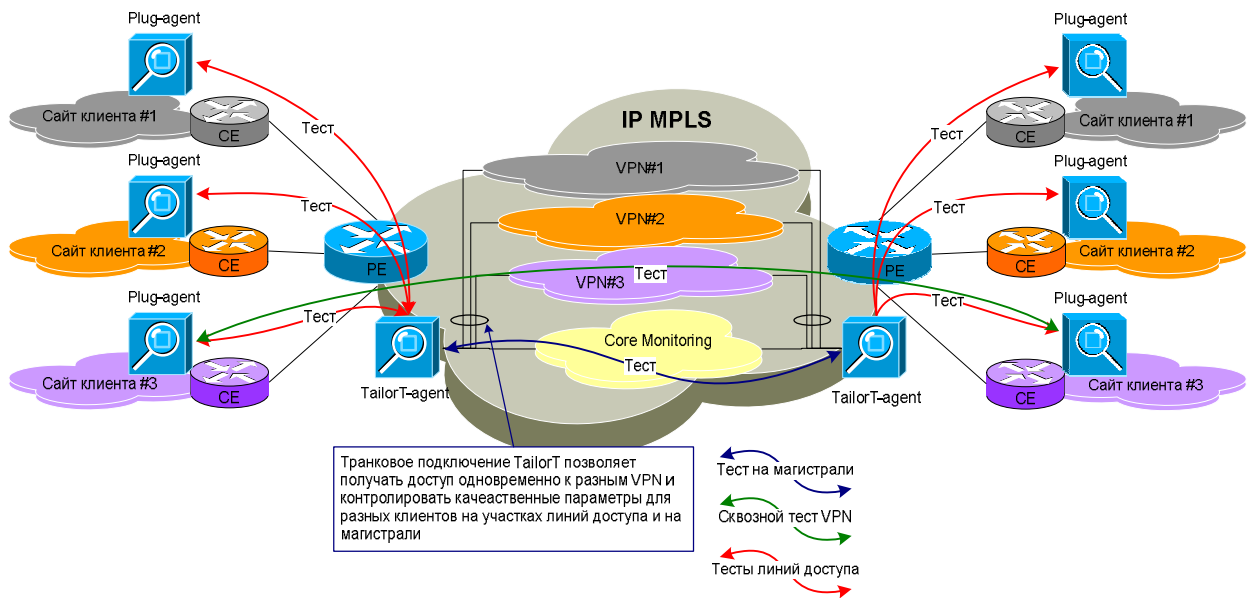 Plug-agent
Сайт клиента #1
CE
Тест
Plug-agent
Сайт клиента #2
CE
Тест
Plug-agent
Сайт клиента #3
CE
Тест
PE
TailorT-agent
IP MPLS
VPN#1
VPN#2
VPN#3
Тест
Core Monitoring
Тест
PE
TailorT-agent
Plug-agent
Сайт клиента #1
CE
Тест
Plug-agent
Сайт клиента #2
CE
Тест
Plug-agent
Сайт клиента #3
CE
Тест
Транковое подключение TailorT позволяет
получать доступ одновременно к разным VPN и
контролировать качеаственные параметры для
разных клиентов на участках линий доступа и на
магистрали
Тест на магистрали
Сквозной тест VPN
Тесты линий доступа